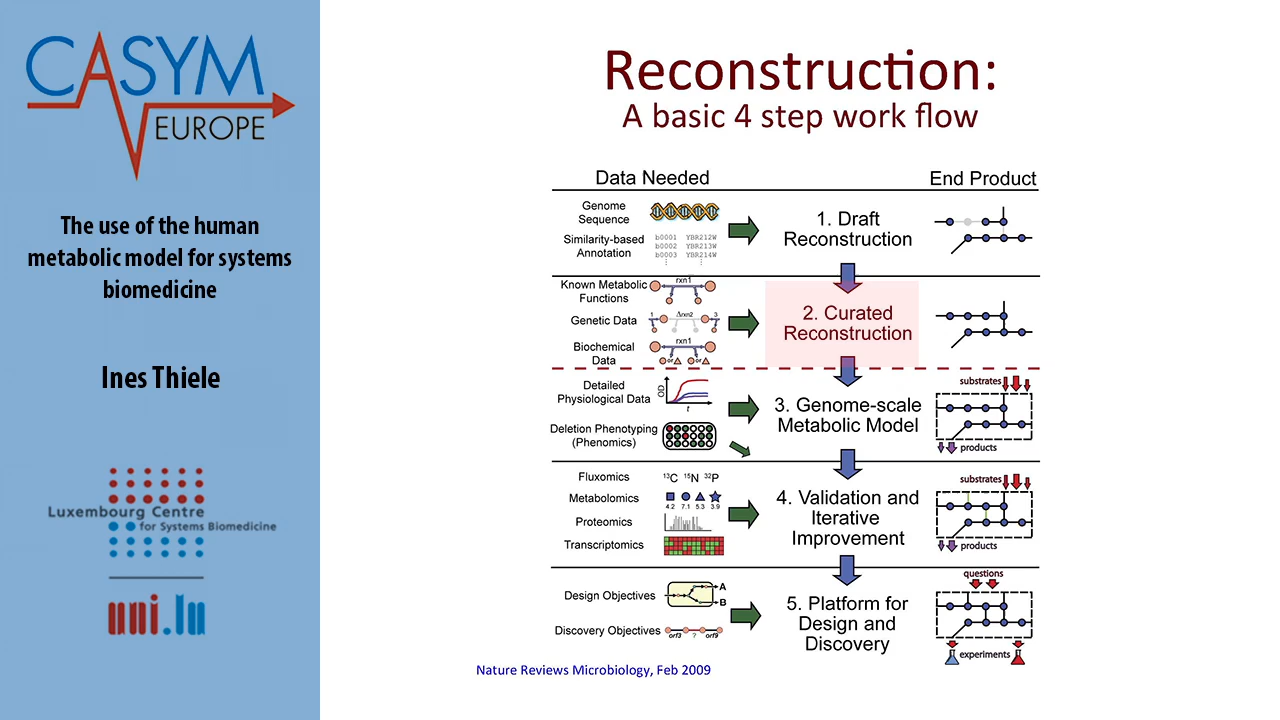 CASYM
EUROPE
The use of the human
metabolic model for systems
biomedicine
Ines Thiele
Luxembourg Centre
for Systems Biomedicine
uni.lu
Reconstruction:
A basic 4 step work flow
Data Needed
End Product
Genome
Sequence
Similarity-based
Annotation
b0001 YBR212W
b0002 YBR213W
b0003 YBR214W
1. Draft
Reconstruction
Known Metabolic
Functions
rxn1
Genetic Data
1 Δrxn2 3
Biochemical
Data
rxn1
or or
2. Curated
Reconstruction
Detailed
Physiological Data
OD
t
Deletion Phenotyping
(Phenomics)
3. Genome-scale
Metabolic Model
substrates
products
Fluxomics
¹³C ¹⁵N ³²P
Metabolomics
4.2 7.1 5.3 3.9
Proteomics
Transcriptomics
4. Validation and
Iterative
Improvement
substrates
products
Design Objectives
A
B
Discovery Objectives
orf3 ? orf9
5. Platform for
Design and
Discovery
questions
experiments
Nature Reviews Microbiology, Feb 2009